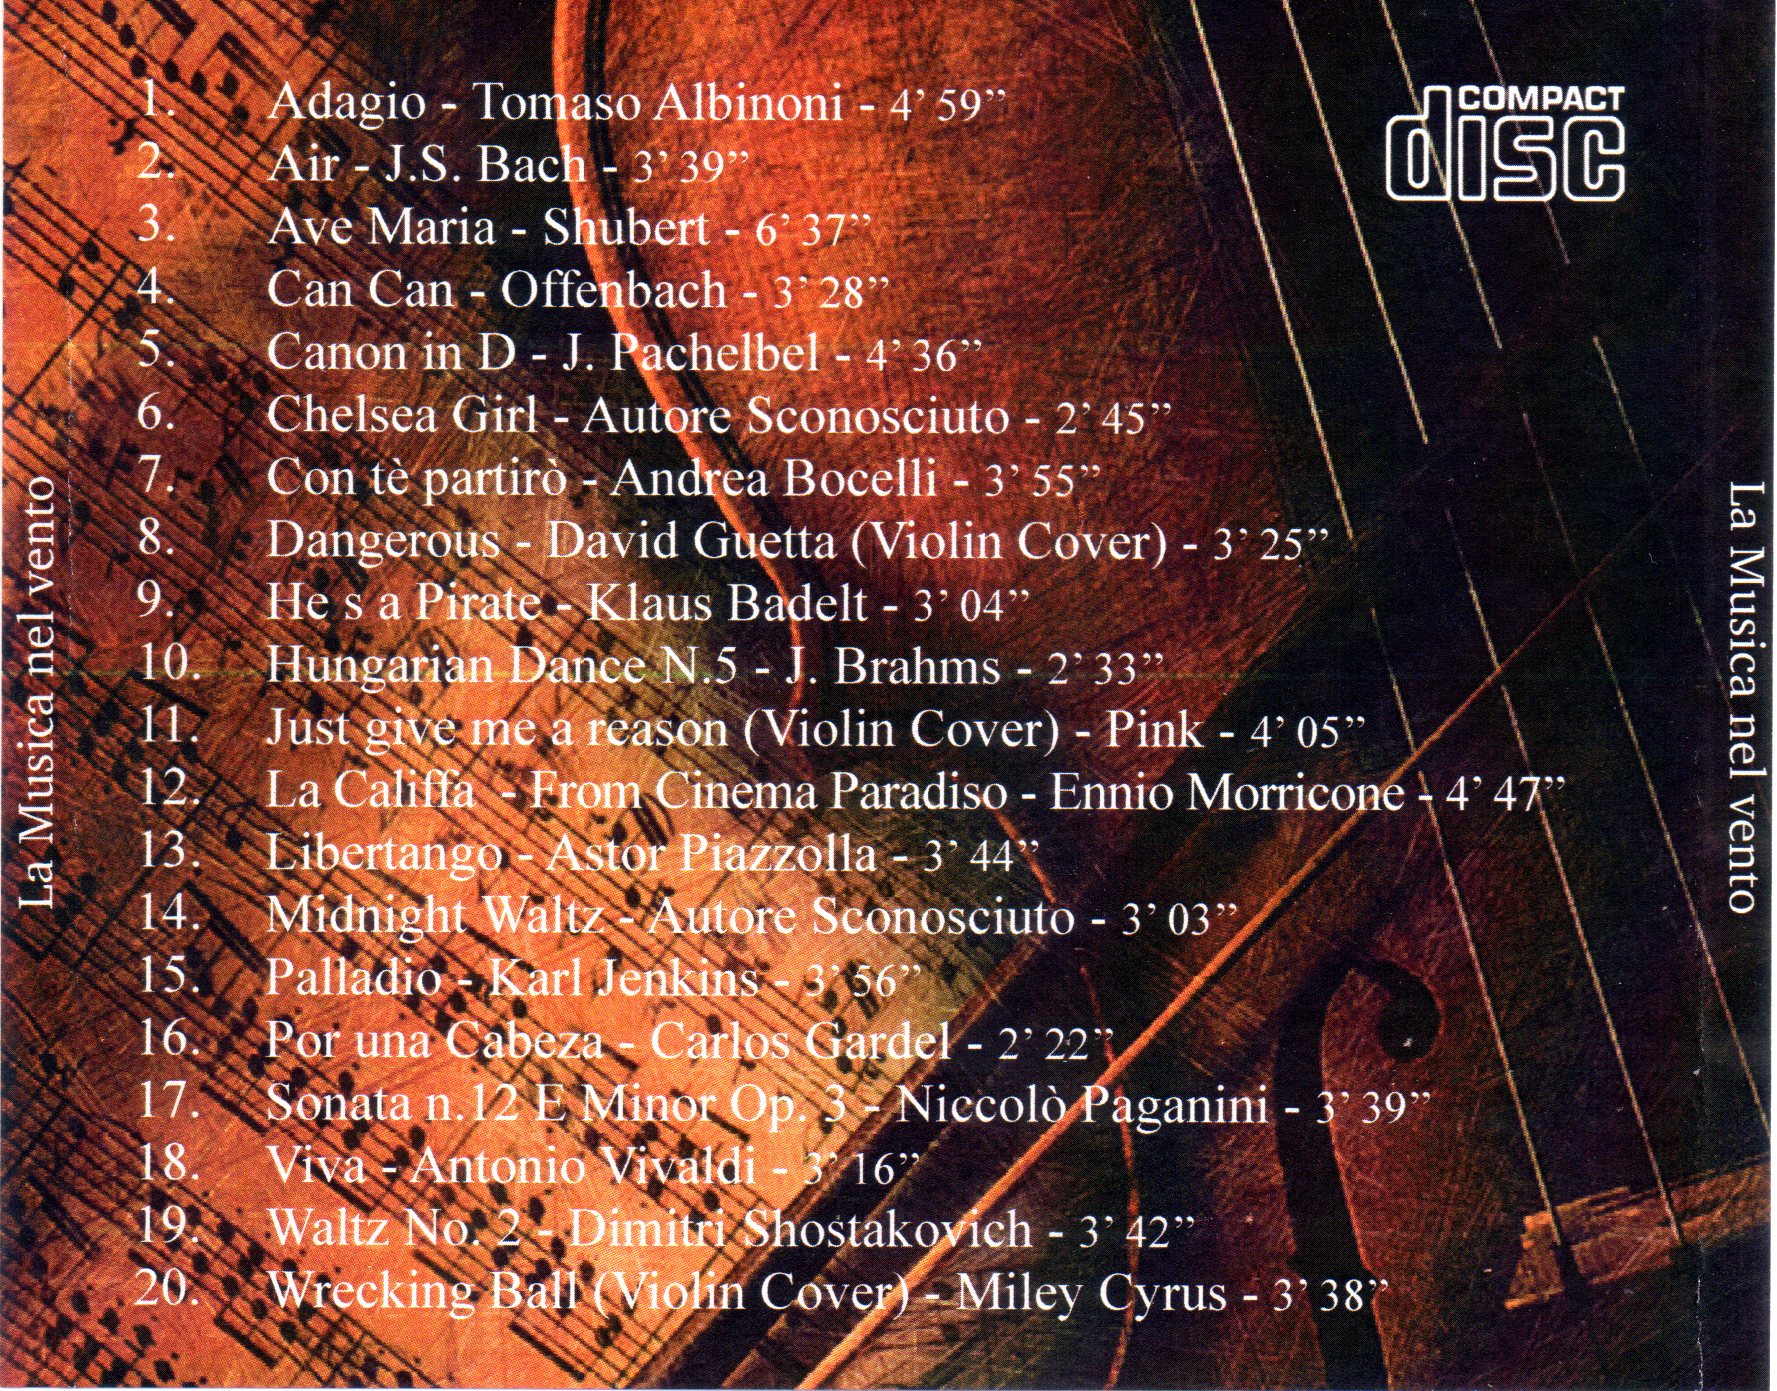 1. Adagio - Tomaso Albinoni - 4’ 59”
2. Air - J.S. Bach - 3’ 39”
3. Ave Maria - Shubert - 6’ 37”
4. Can Can - Offenbach - 3’ 28”
5. Canon in D - J. Pachelbel - 4’ 36”
6. Chelsea Girl - Autore Sconosciuto - 2’ 45”
7. Con tè partirò - Andrea Bocelli - 3’ 55”
8. Dangerous - David Guetta (Violin Cover) - 3’ 25”
9. He s a Pirate - Klaus Badelt - 3’ 04”
10. Hungarian Dance N.5 - J. Brahms - 2’ 33”
11. Just give me a reason (Violin Cover) - Pink - 4’ 05”
12. La Califfa - From Cinema Paradiso - Ennio Morricone - 4’ 47”
13. Libertango - Astor Piazzolla - 3’ 44”
14. Midnight Waltz - Autore Sconosciuto - 3’ 03”
15. Palladio - Karl Jenkins - 3’ 56”
16. Por una Cabeza - Carlos Gardel - 2’ 22”
17. Sonata n.12 E Minor Op. 3 - Niccolò Paganini - 3’ 39”
18. Viva - Antonio Vivaldi - 3’ 16”
19. Waltz No. 2 - Dimitri Shostakovich - 3’ 42”
20. Wrecking Ball (Violin Cover) - Miley Cyrus - 3’ 38”
COMPACT
disc
La Musica nel vento
La Musica nel vento